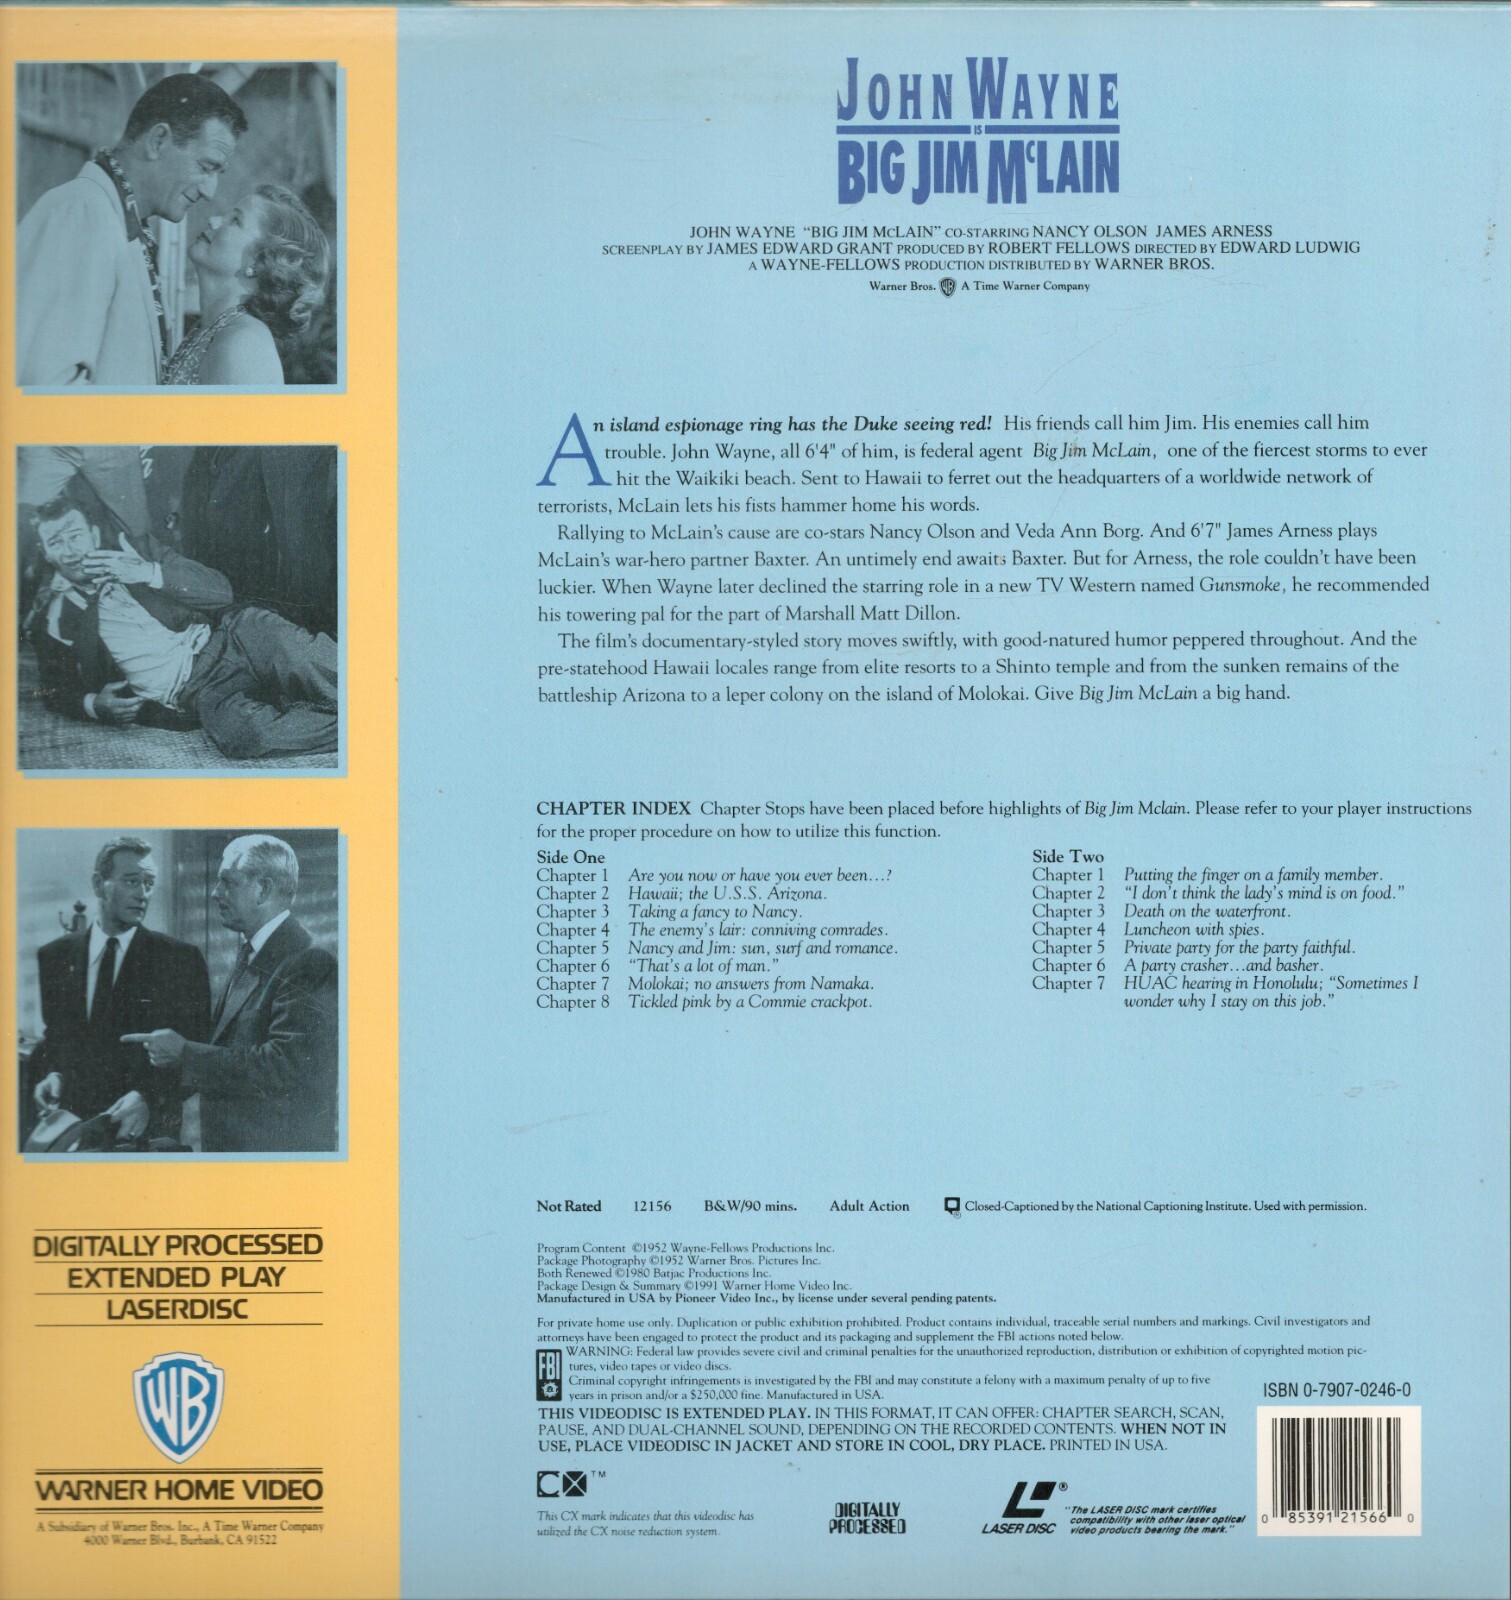 JOHN WAYNE
IS
BIG JIM McLAIN
JOHN WAYNE "BIG JIM McLAIN" CO-STARRING NANCY OLSON JAMES ARNESS
SCREENPLAY BY JAMES EDWARD GRANT PRODUCED BY ROBERT FELLOWS DIRECTED BY EDWARD LUDWIG
A WAYNE-FELLOWS PRODUCTION DISTRIBUTED BY WARNER BROS.
Warner Bros. WB A Time Warner Company
An island espionage ring has the Duke seeing red! His friends call him Jim. His enemies call him
trouble. John Wayne, all 6'4" of him, is federal agent Big Jim McLain, one of the fiercest storms to ever
hit the Waikiki beach. Sent to Hawaii to ferret out the headquarters of a worldwide network of
terrorists, McLain lets his fists hammer home his words.
Rallying to McLain's cause are co-stars Nancy Olson and Veda Ann Borg. And 6'7" James Arness plays
McLain's war-hero partner Baxter. An untimely end awaits Baxter. But for Arness, the role couldn't have been
luckier. When Wayne later declined the starring role in a new TV Western named Gunsmoke, he recommended
his towering pal for the part of Marshall Matt Dillon.
The film's documentary-styled story moves swiftly, with good-natured humor peppered throughout. And the
pre-statehood Hawaii locales range from elite resorts to a Shinto temple and from the sunken remains of the
battleship Arizona to a leper colony on the island of Molokai. Give Big Jim McLain a big hand.
CHAPTER INDEX Chapter Stops have been placed before highlights of Big Jim Mclain. Please refer to your player instructions
for the proper procedure on how to utilize this function.
Side One
Chapter 1 Are you now or have you ever been...?
Chapter 2 Hawaii; the U.S.S. Arizona.
Chapter 3 Taking a fancy to Nancy.
Chapter 4 The enemy's lair: conniving comrades.
Chapter 5 Nancy and Jim: sun, surf and romance.
Chapter 6 "That's a lot of man."
Chapter 7 Molokai; no answers from Namaka.
Chapter 8 Tickled pink by a Commie crackpot.
Side Two
Chapter 1 Putting the finger on a family member.
Chapter 2 "I don't think the lady's mind is on food."
Chapter 3 Death on the waterfront.
Chapter 4 Luncheon with spies.
Chapter 5 Private party for the party faithful.
Chapter 6 A party crasher...and basher.
Chapter 7 HUAC hearing in Honolulu; "Sometimes I
wonder why I stay on this job."
Not Rated 12156 B&W/90 mins. Adult Action Closed-Captioned by the National Captioning Institute. Used with permission.
Program Content ©1952 Wayne-Fellows Productions Inc.
Package Photography ©1952 Warner Bros. Pictures Inc.
Both Renewed ©1980 Batjac Productions Inc.
Package Design & Summary ©1991 Warner Home Video Inc.
Manufactured in USA by Pioneer Video Inc., by license under several pending patents.
For private home use only. Duplication or public exhibition prohibited. Product contains individual, traceable serial numbers and markings. Civil investigators and
attorneys have been engaged to protect the product and its packaging and supplement the FBI actions noted below.
FBI
WARNING: Federal law provides severe civil and criminal penalties for the unauthorized reproduction, distribution or exhibition of copyrighted motion pic-
tures, video tapes or video discs.
Criminal copyright infringements is investigated by the FBI and may constitute a felony with a maximum penalty of up to five
years in prison and/or a $250,000 fine. Manufactured in USA.
THIS VIDEODISC IS EXTENDED PLAY. IN THIS FORMAT, IT CAN OFFER: CHAPTER SEARCH, SCAN,
PAUSE, AND DUAL-CHANNEL SOUND, DEPENDING ON THE RECORDED CONTENTS. WHEN NOT IN
USE, PLACE VIDEODISC IN JACKET AND STORE IN COOL, DRY PLACE. PRINTED IN USA.
CX™
This CX mark indicates that this videodisc has
utilized the CX noise reduction system.
DIGITALLY
PROCESSED
®
LASER DISC
"The LASER DISC mark certifies
compatibility with other laser optical
video products bearing the mark."
ISBN 0-7907-0246-0
0 85391 21566 0
DIGITALLY PROCESSED
EXTENDED PLAY
LASERDISC
WB
WARNER HOME VIDEO
A Subsidiary of Warner Bros. Inc., A Time Warner Company
4000 Warner Blvd., Burbank, CA 91522